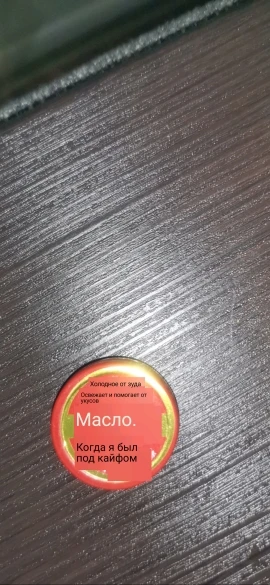 Холодное от зуда
Освежает и помогает от
укусов
Масло.
Когда я был
под кайфом